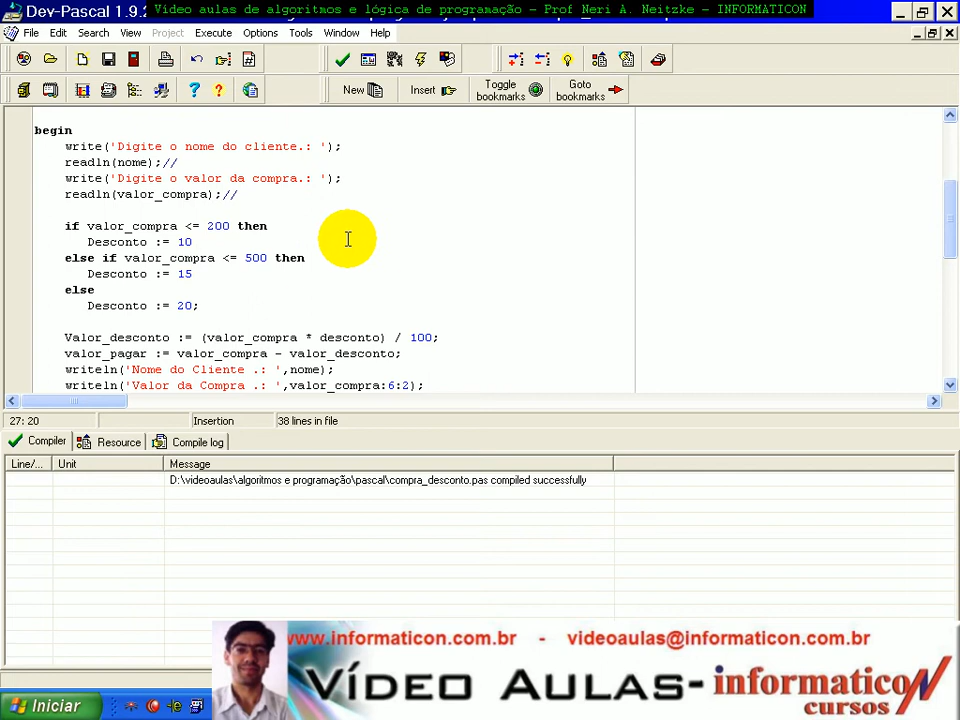 Dev-Pascal 1.9.2
Vídeo aulas de algoritmos e lógica de programação - Prof Neri A. Neitzke - INFORMATICON
File Edit Search View Project Execute Options Tools Window Help
New Insert Toggle bookmarks Goto bookmarks
begin
write('Digite o nome do cliente.: ');
readln(nome);//
write('Digite o valor da compra.: ');
readln(valor_compra);//
if valor_compra <= 200 then
Desconto := 10
else if valor_compra <= 500 then
Desconto := 15
else
Desconto := 20;
Valor_desconto := (valor_compra * desconto) / 100;
valor_pagar := valor_compra - valor_desconto;
writeln('Nome do Cliente .: ',nome);
writeln('Valor da Compra .: ',valor_compra:6:2);
27: 20 Insertion 38 lines in file
Compiler Resource Compile log
Line/... Unit Message
D:\videoaulas\algoritmos e programação\pascal\compra_desconto.pas compiled successfully
www.informaticon.com.br - videoaulas@informaticon.com.br
Vídeo Aulas- informaticon
cursos
Iniciar